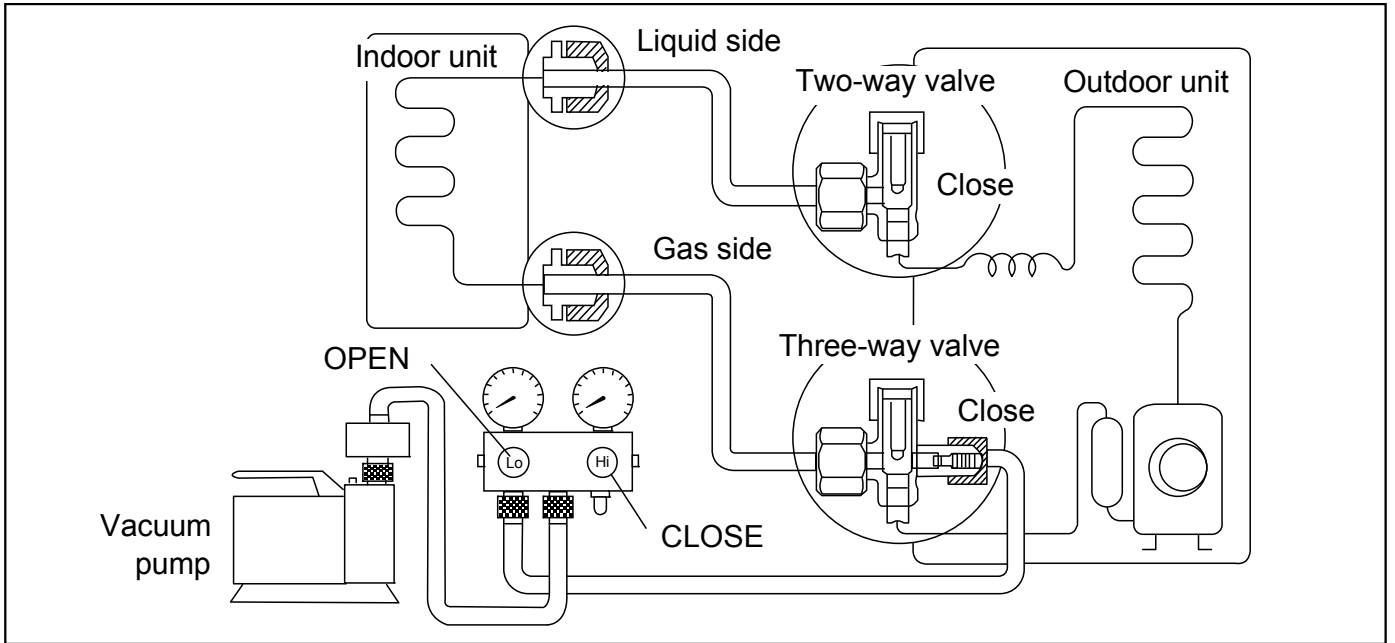 Liquid side
Indoor unit
Two-way valve
Outdoor unit
Close
Gas side
Three-way valve
OPEN
Close
Lo
Hi
CLOSE
Vacuum
pump